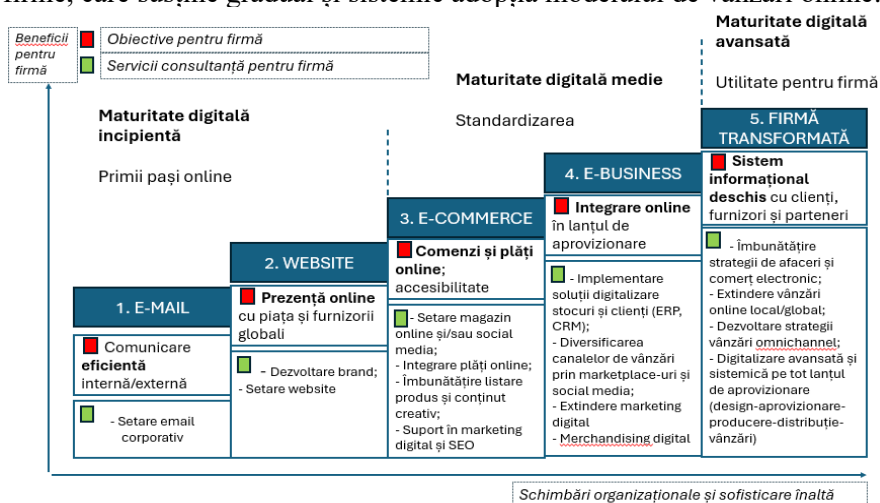 firme, care susține gradual și sistemic adopția modelului de vânzări online.
Beneficii
pentru
firmă
Obiective pentru firmă
Servicii consultanță pentru firmă
Maturitate digitală
incipientă
Primii pași online
Maturitate digitală medie
Standardizarea
Maturitate digitală
avansată
Utilitate pentru firmă
1. E-MAIL
Comunicare
eficientă
internă/externă
- Setare email
corporativ
2. WEBSITE
Prezență online
cu piața și furnizorii
globali
- Dezvoltare brand;
- Setare website
3. E-COMMERCE
Comenzi și plăți
online;
accesibilitate
- Setare magazin
online și/sau social
media;
- Integrare plăți online;
- Îmbunătățire listare
produs și conținut
creativ;
- Suport în marketing
digital și SEO
4. E-BUSINESS
Integrare online
în lanțul de
aprovizionare
- Implementare
soluții digitalizare
stocuri și clienți (ERP,
CRM);
- Diversificarea
canalelor de vânzări
prin marketplace-uri și
social media;
- Extindere marketing
digital
- Merchandising digital
5. FIRMĂ
TRANSFORMATĂ
Sistem
informațional
deschis cu clienți,
furnizori și parteneri
- Îmbunătățire
strategii de afaceri și
comerț electronic;
- Extindere vânzări
online local/global;
- Dezvoltare strategii
vânzări omnichannel;
- Digitalizare avansată și
sistemică pe tot lanțul
de aprovizionare
(design-aprovizionare-
producere-distribuție-
vânzări)
Schimbări organizaționale și sofisticare înaltă